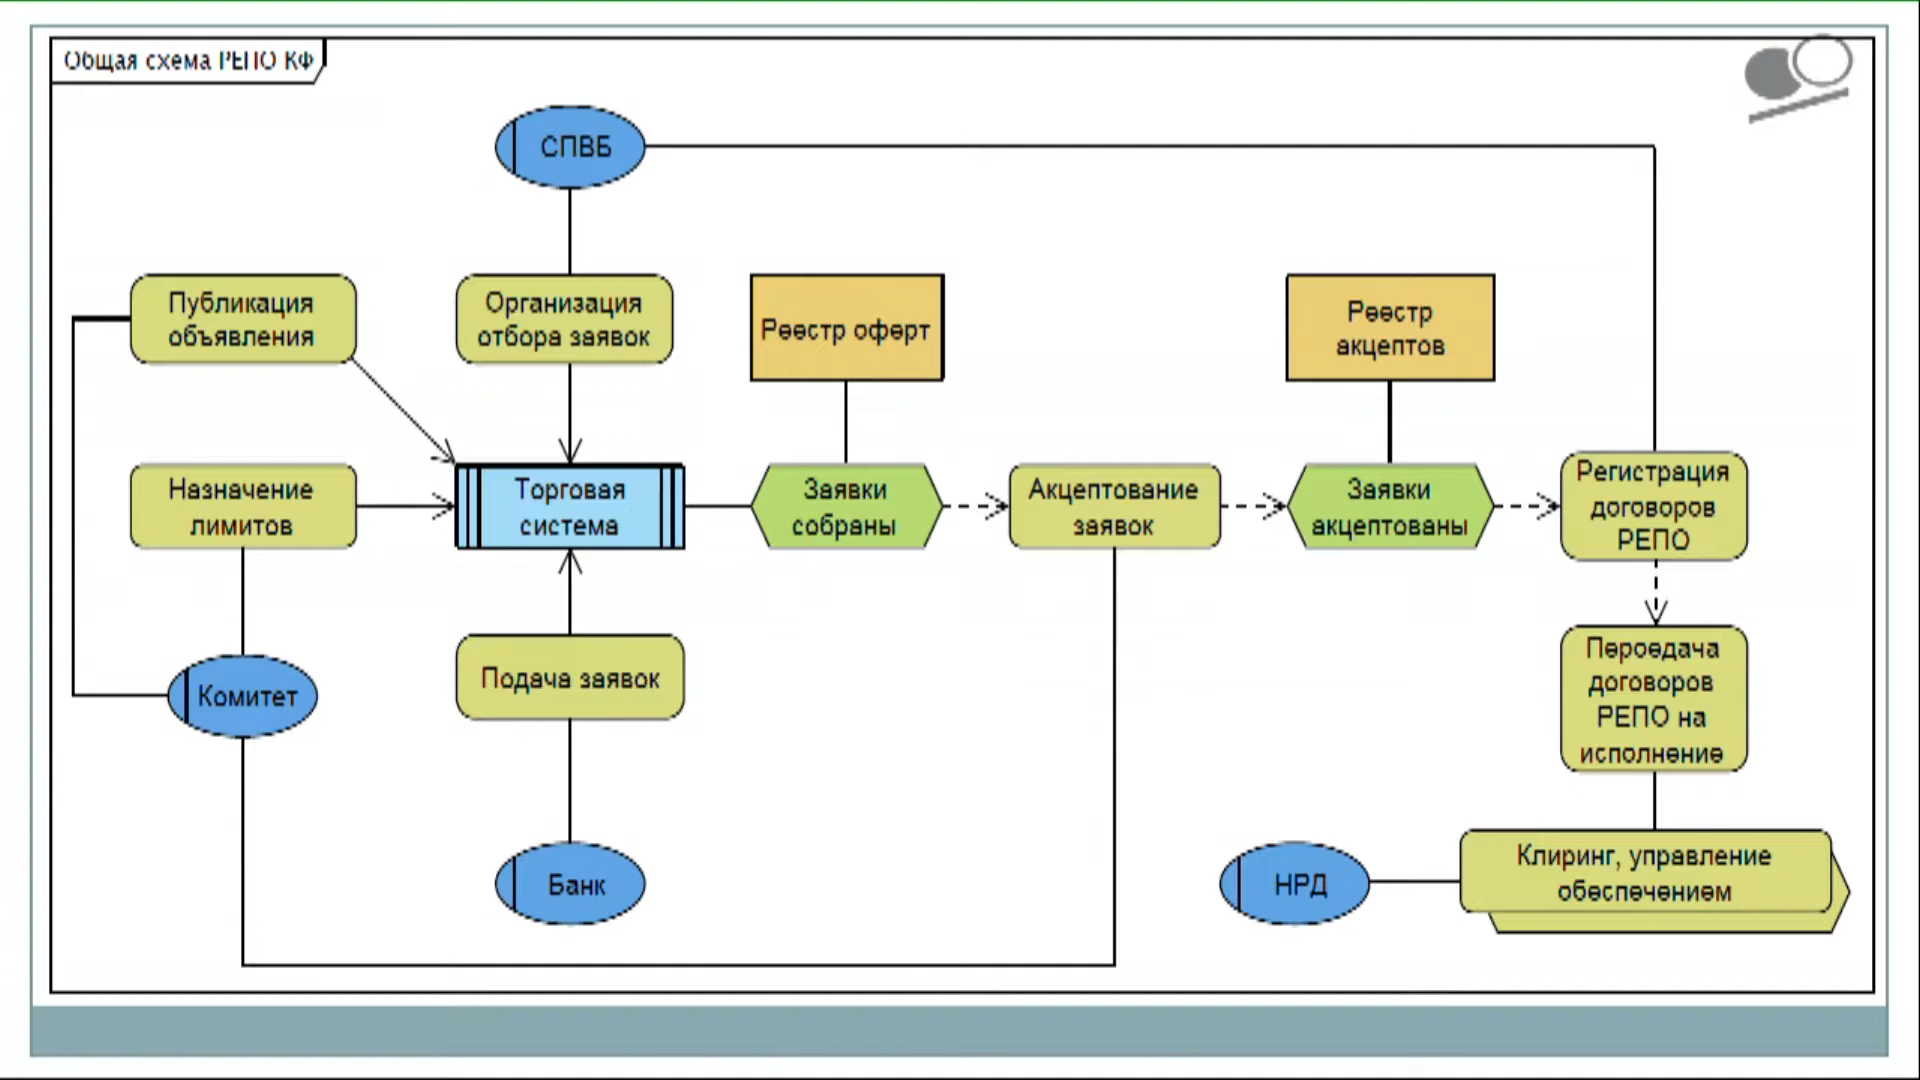 Общая схема РЕПО КФ
СПВБ
Публикация
объявления
Организация
отбора заявок
Реестр оферт
Реестр
акцептов
Назначение
лимитов
Торговая
система
Заявки
собраны
Акцептование
заявок
Заявки
акцептованы
Регистрация
договоров
РЕПО
Комитет
Подача заявок
Передача
договоров
РЕПО на
исполнение
Банк
НРД
Клиринг, управление
обеспечением